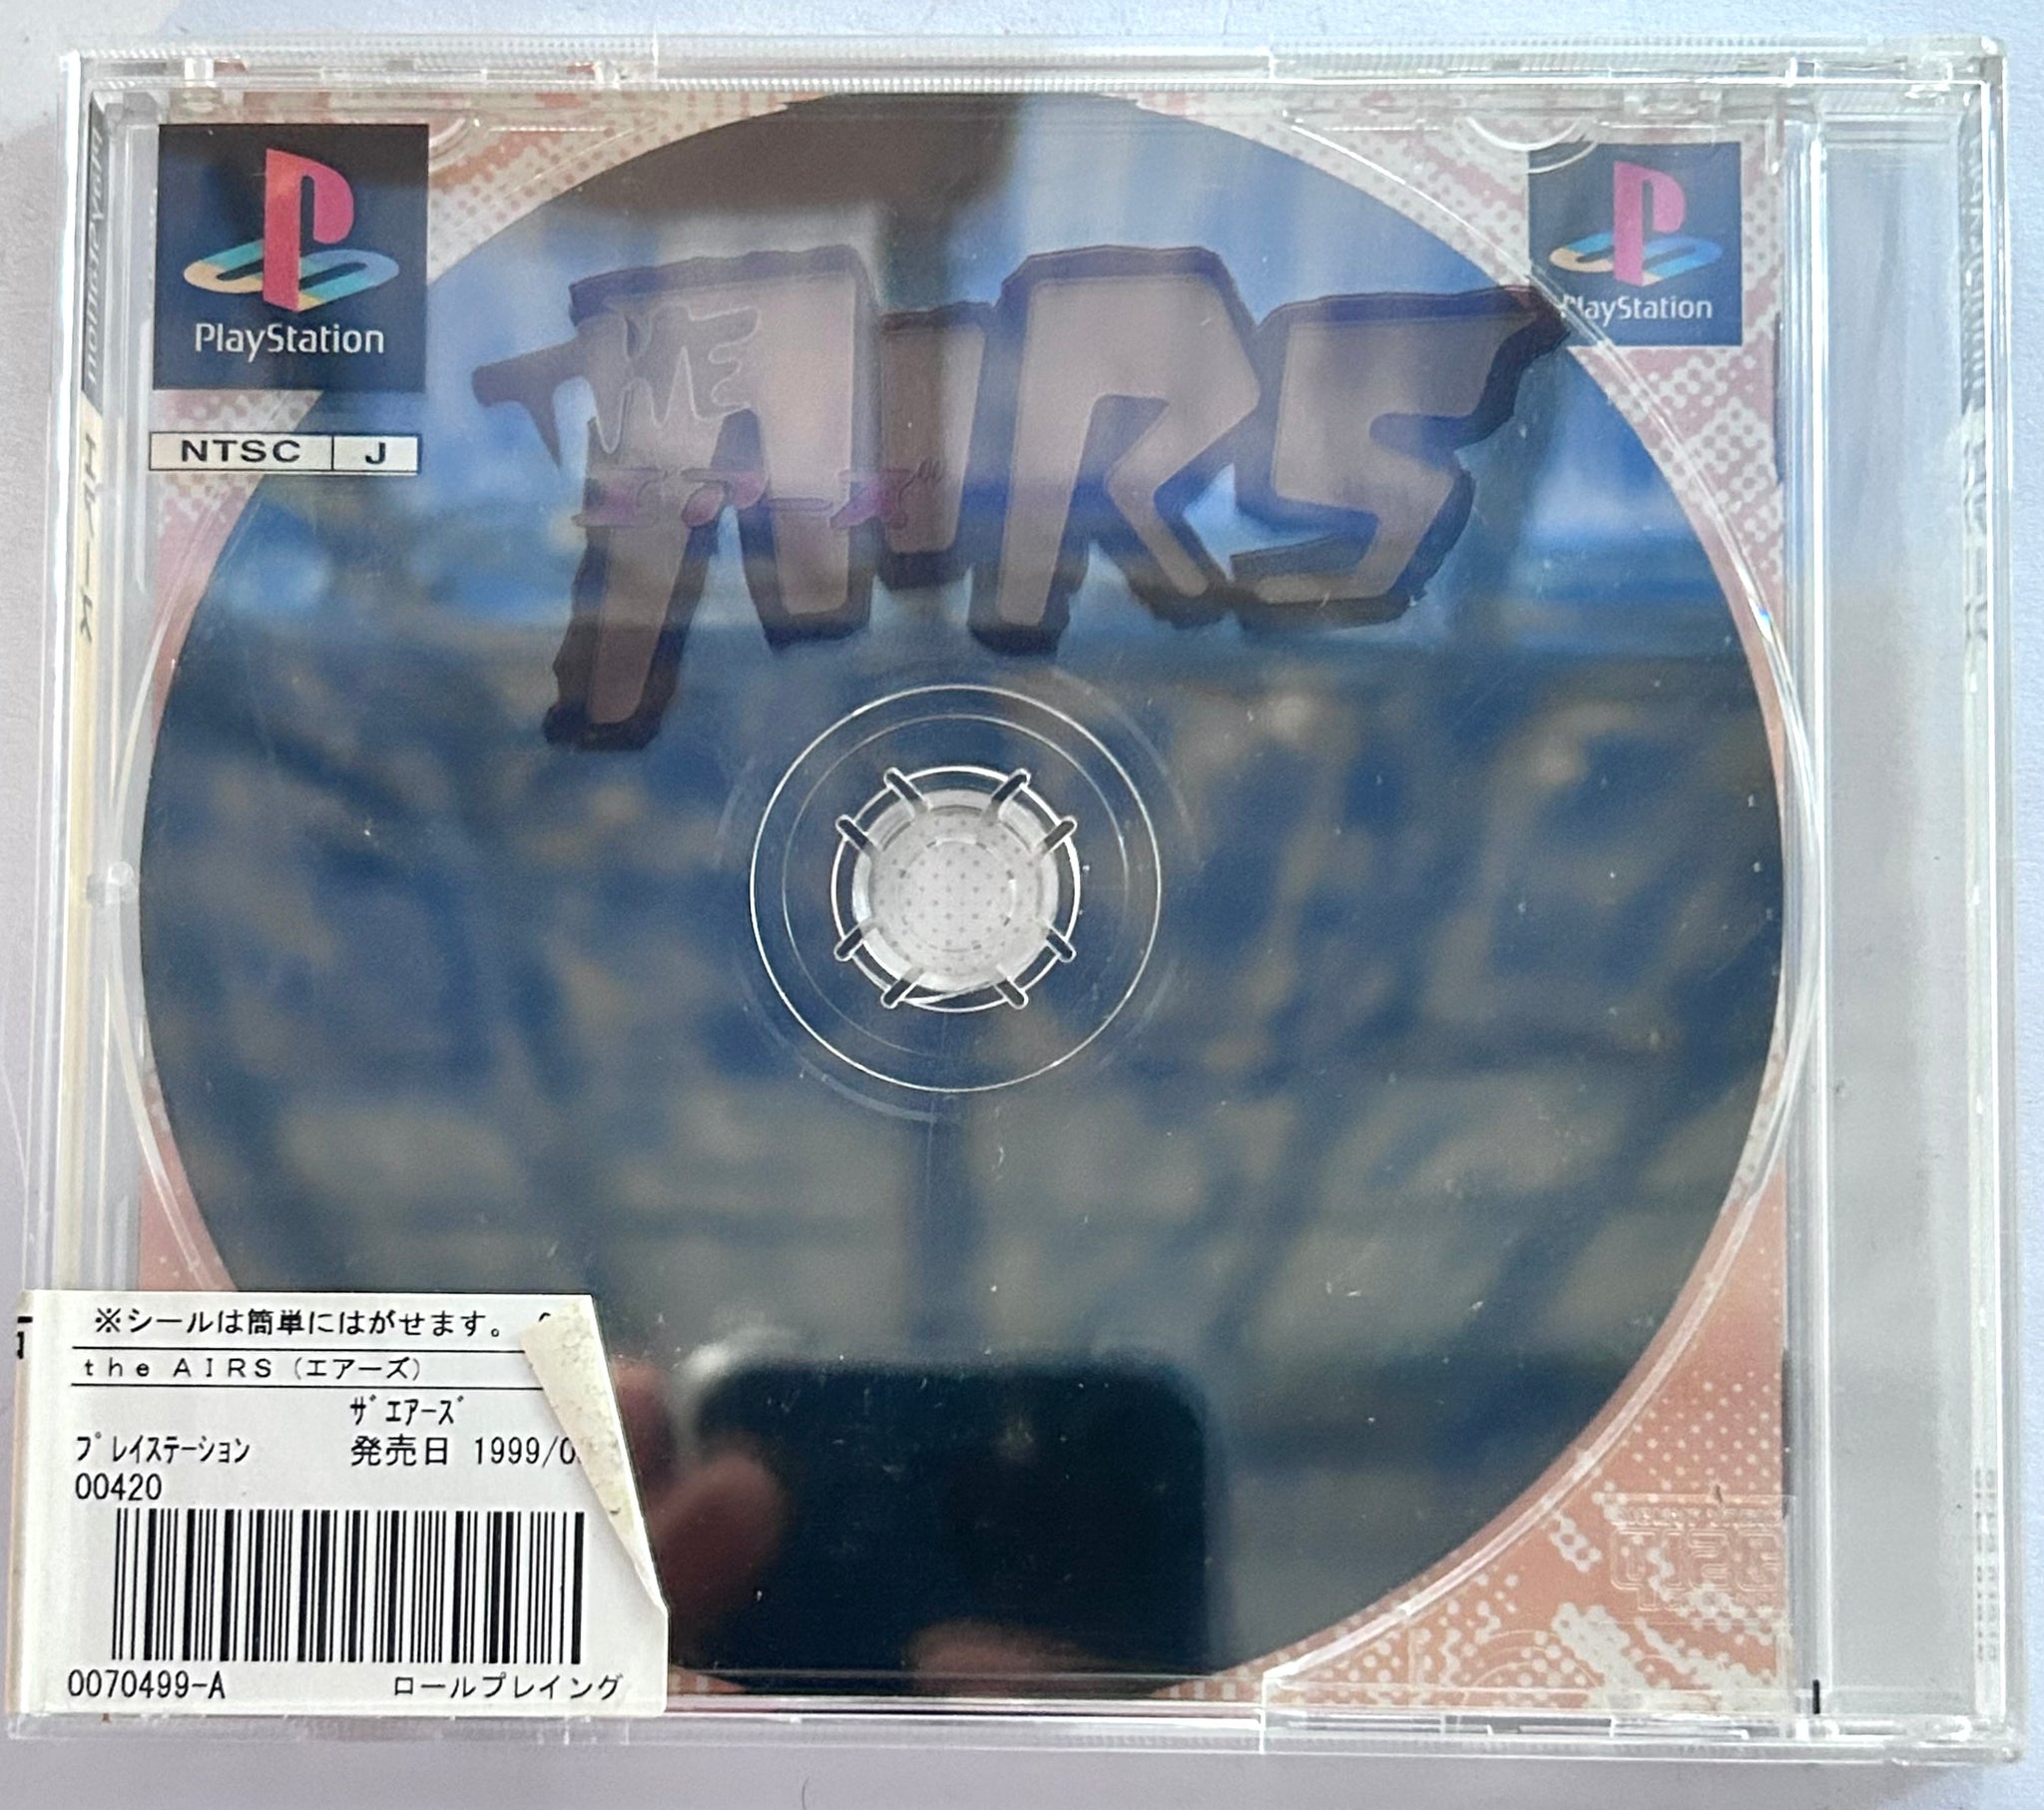 PlayStation
PlayStation
NTSC J
THE AIRS
エアーズ
※シールは簡単にはがせます。
the AIRS (エアーズ)
ｻﾞ ｴｱｰｽﾞ
ﾌﾟﾚｲｽﾃｰｼｮﾝ 発売日 1999/0
00420
0070499-A ロールプレイング